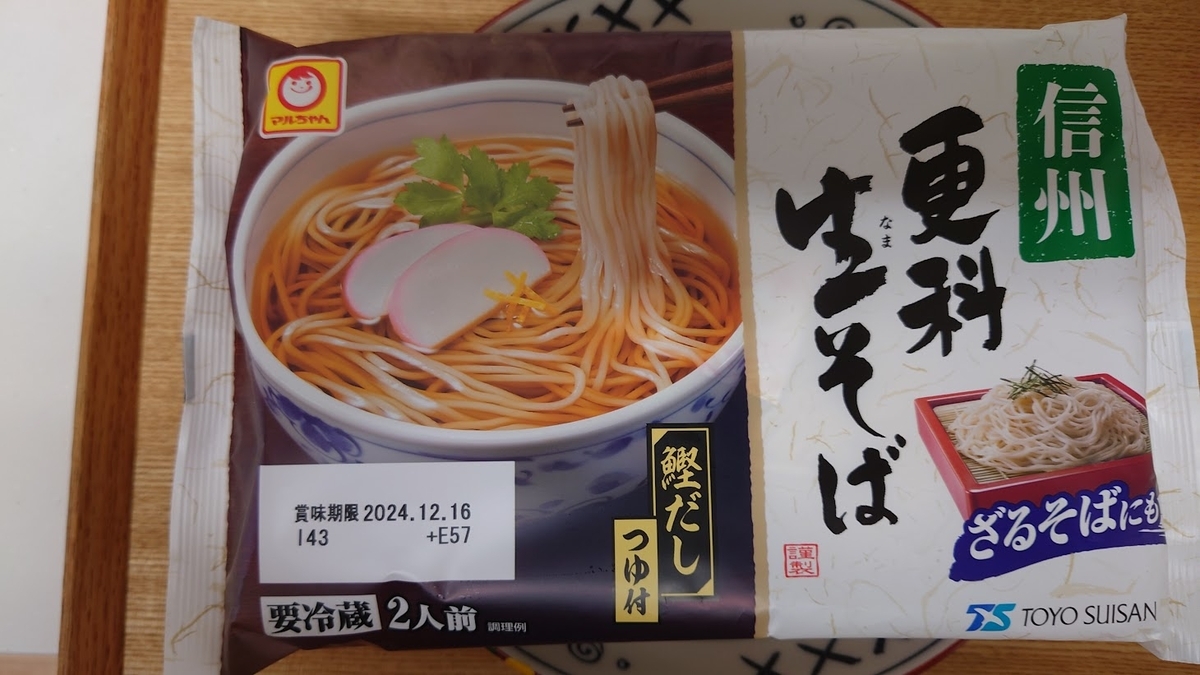 マルちゃん
信州
更科
生そば
なま
謹製
ざるそばにも
鰹だし
つゆ付
賞味期限 2024.12.16
I43 +E57
要冷蔵 2人前 調理例
TS TOYO SUISAN